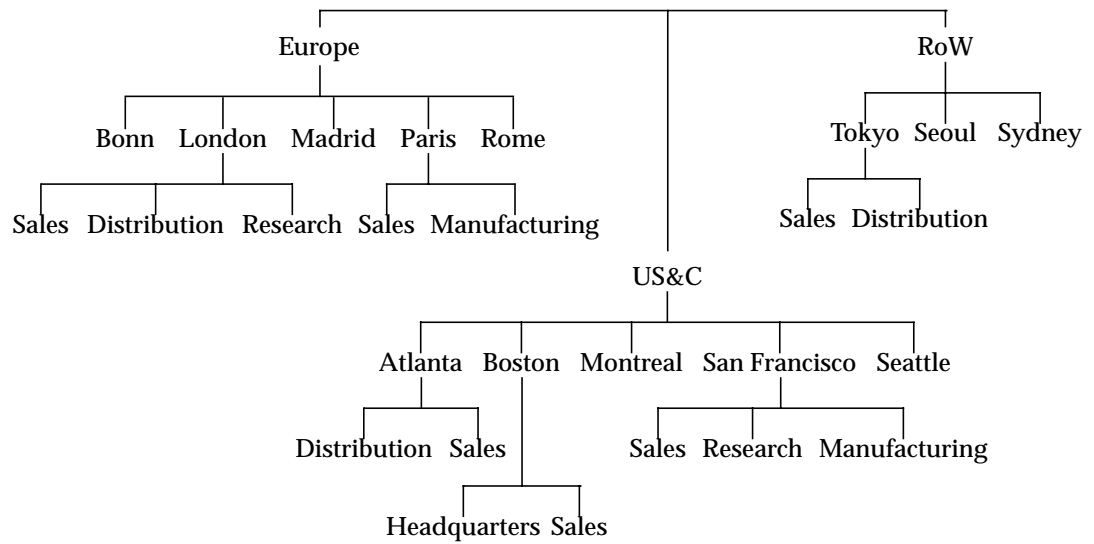 Europe RoW
Bonn London Madrid Paris Rome Tokyo Seoul Sydney
Sales Distribution Research Sales Manufacturing Sales Distribution
US&C
Atlanta Boston Montreal San Francisco Seattle
Distribution Sales Sales Research Manufacturing
Headquarters Sales